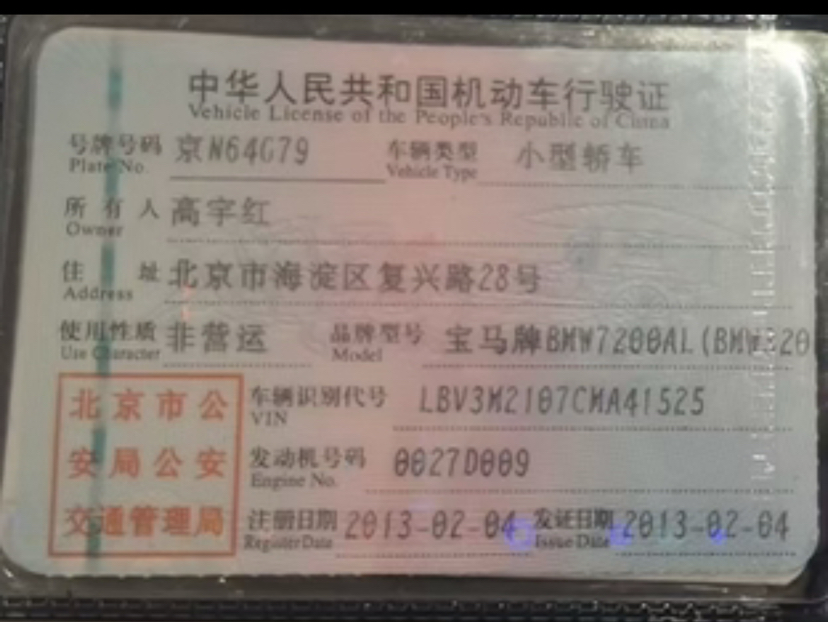 中华人民共和国机动车行驶证
Vehicle License of the People's Republic of China
号牌号码 京N64G79 车辆类型 小型轿车
Plate No. Vehicle Type
所有人 高宇红
Owner
住址 北京市海淀区复兴路28号
Address
使用性质 非营运 品牌型号 宝马牌BMW7200AL(BMW320
Use Character Model
北京市公安局公安交通管理局
车辆识别代号 LBV3M2107CMA41525
VIN
发动机号码 0027D009
Engine No.
注册日期 2013-02-04 发证日期 2013-02-04
Register Date Issue Date